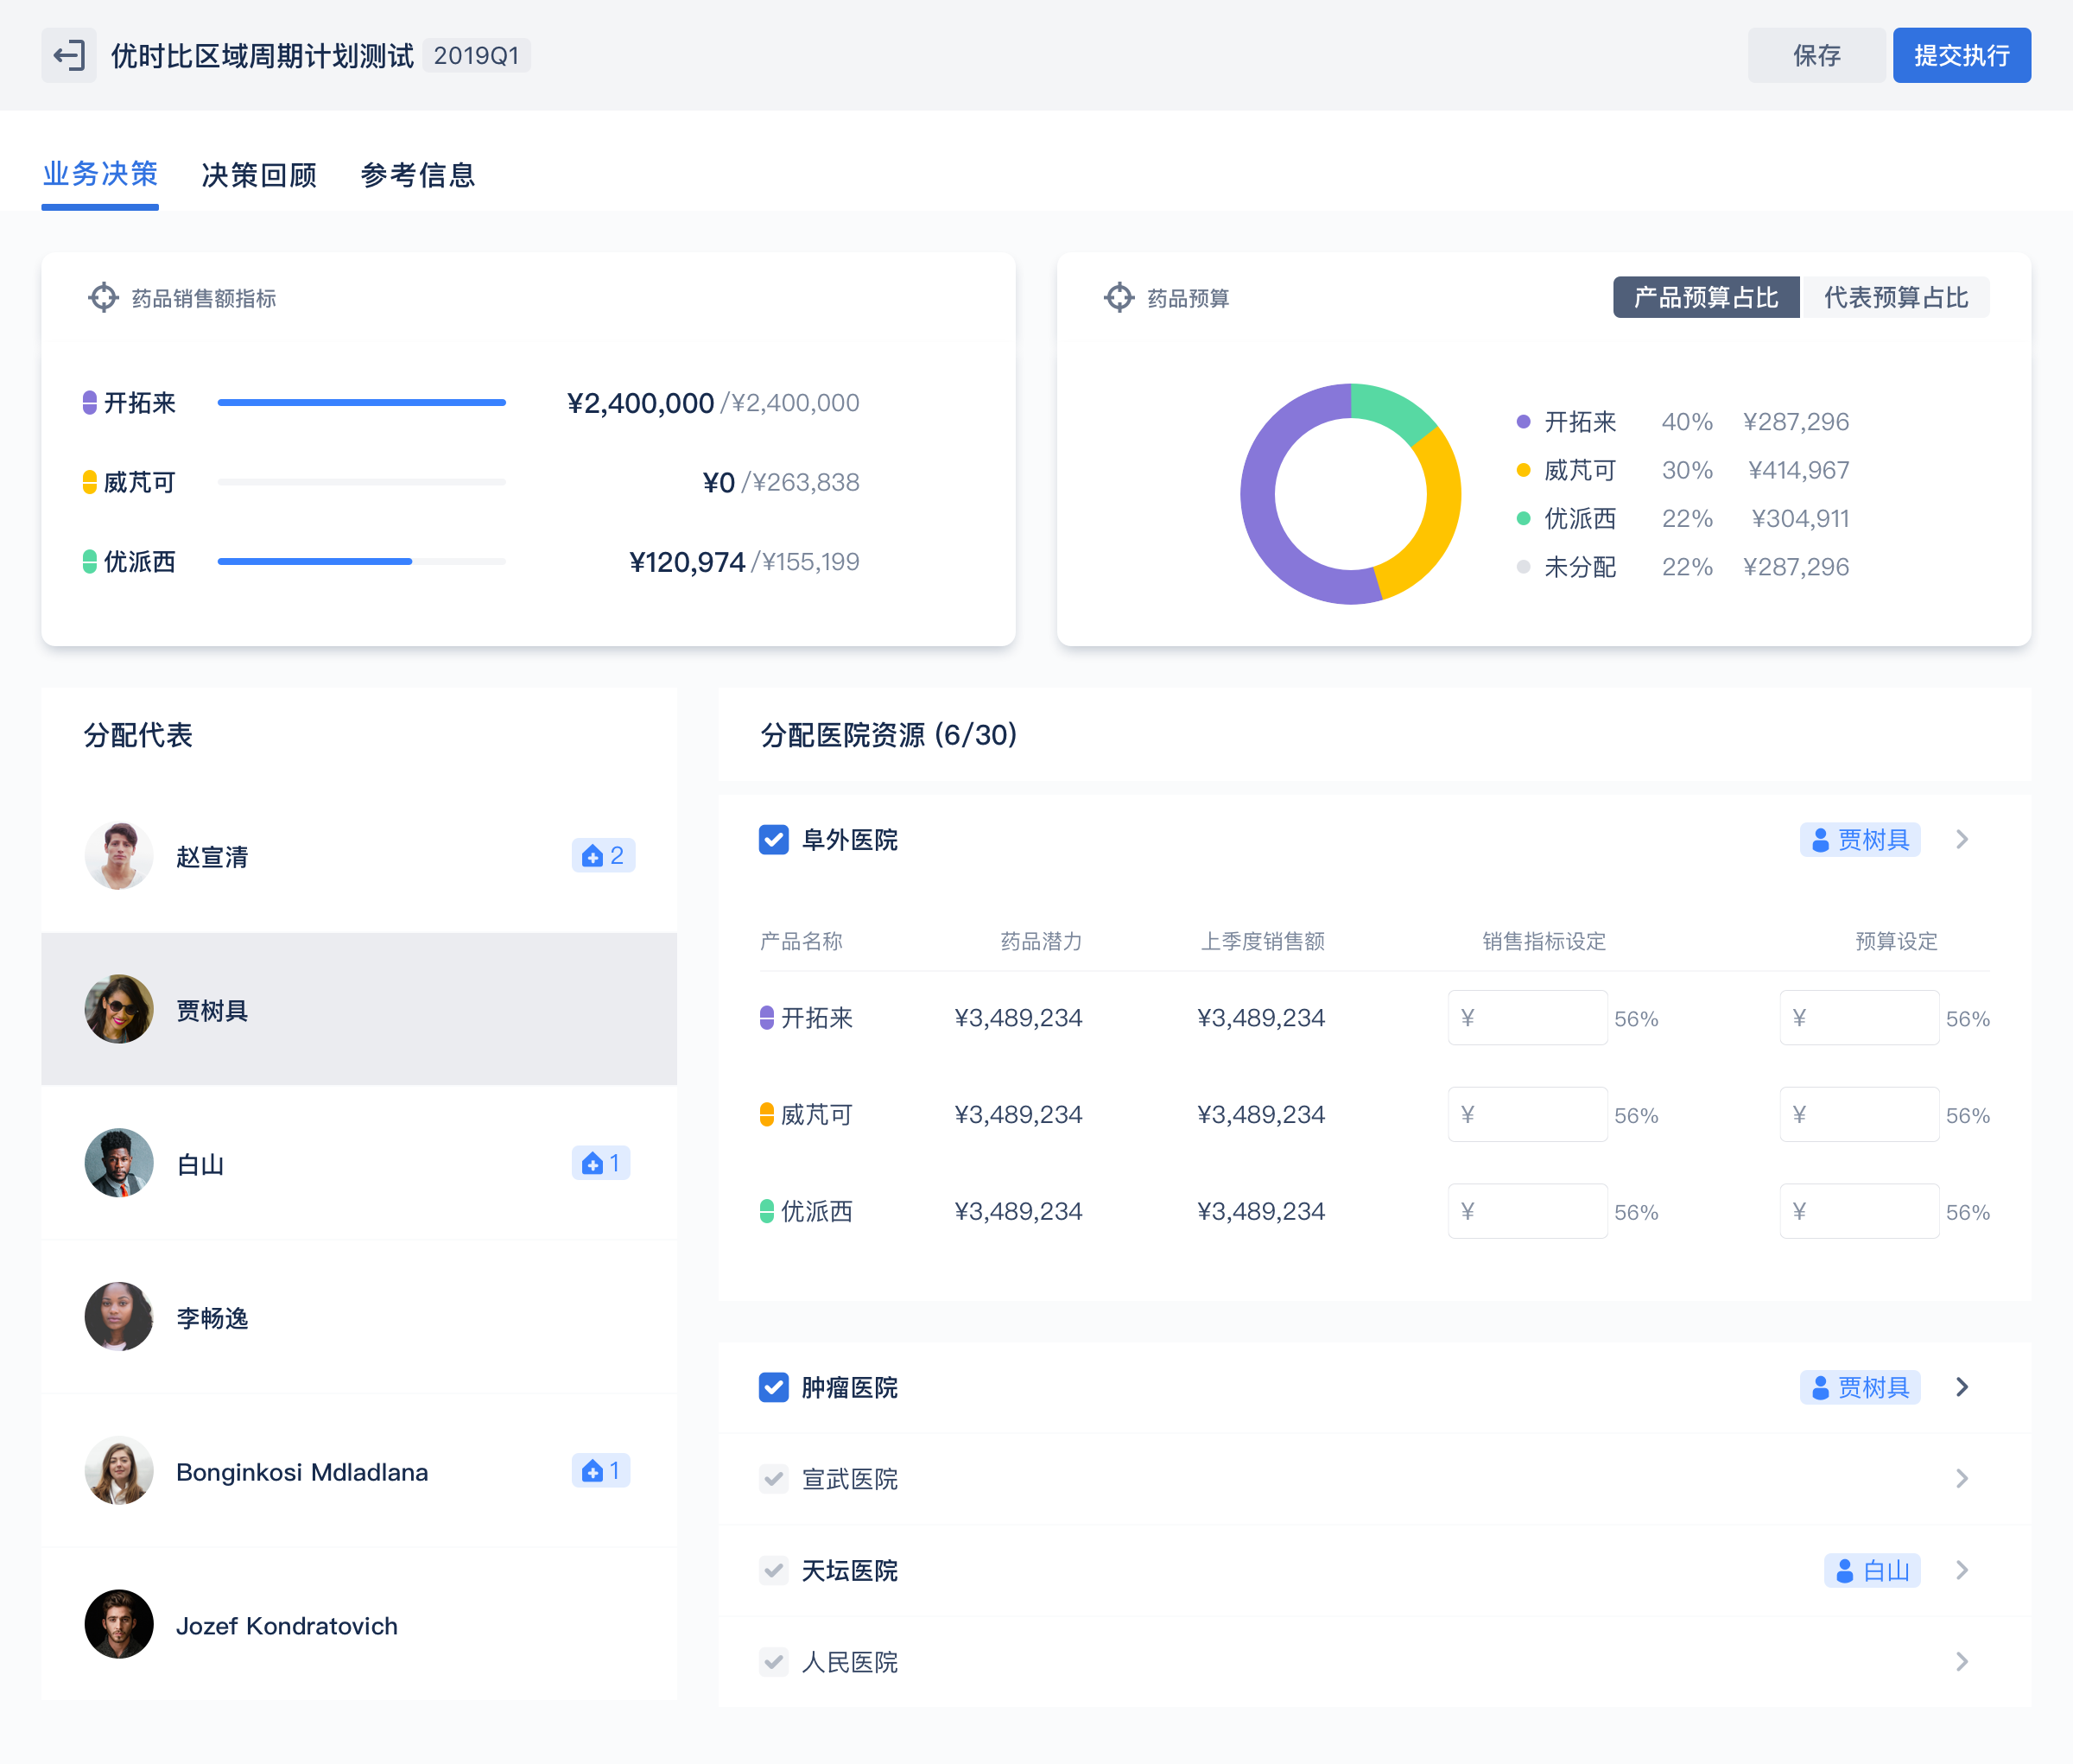 优时比区域周期计划测试 2019Q1
保存 提交执行
业务决策 决策回顾 参考信息
药品销售额指标
开拓来 ¥2,400,000/¥2,400,000
威芃可 ¥0/¥263,838
优派西 ¥120,974/¥155,199
药品预算
产品预算占比 代表预算占比
开拓来 40% ¥287,296
威芃可 30% ¥414,967
优派西 22% ¥304,911
未分配 22% ¥287,296
分配代表
赵宣清 2
贾树具
白山 1
李畅逸
Bonginkosi Mdladlana 1
Jozef Kondratovich
分配医院资源 (6/30)
阜外医院 贾树具
产品名称 药品潜力 上季度销售额 销售指标设定 预算设定
开拓来 ¥3,489,234 ¥3,489,234 ¥ 56% ¥ 56%
威芃可 ¥3,489,234 ¥3,489,234 ¥ 56% ¥ 56%
优派西 ¥3,489,234 ¥3,489,234 ¥ 56% ¥ 56%
肿瘤医院 贾树具
宣武医院
天坛医院 白山
人民医院